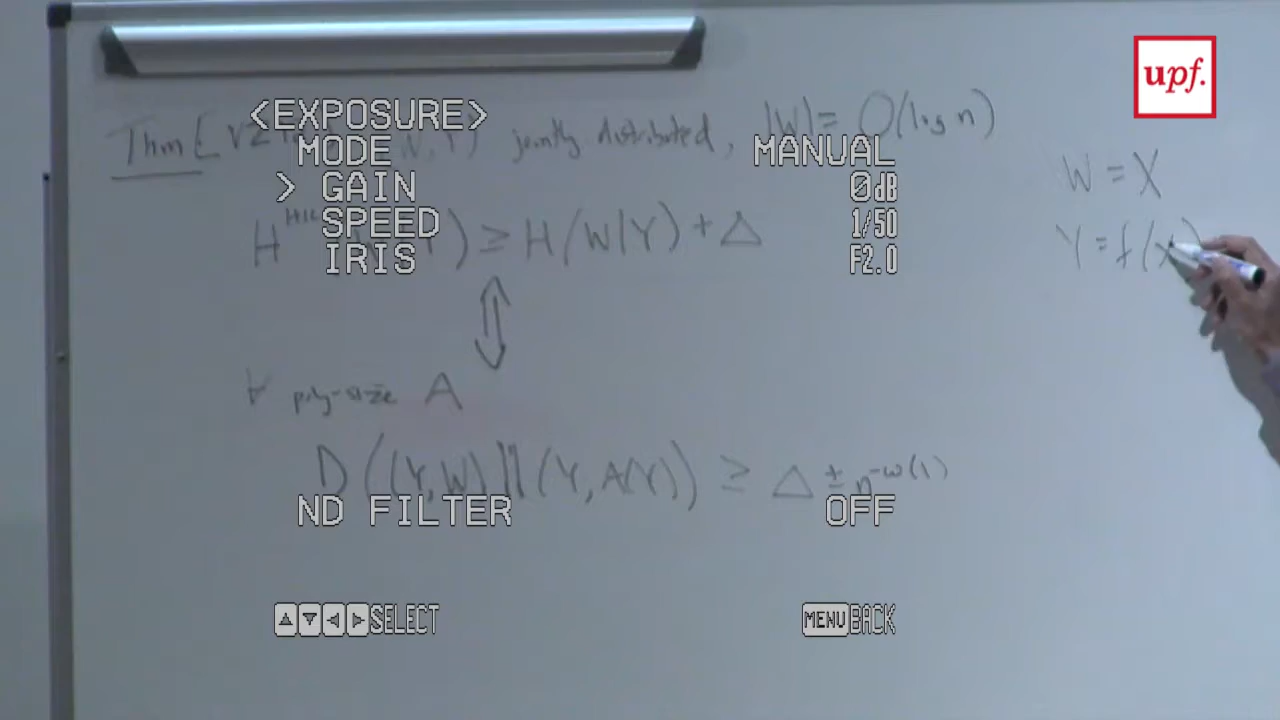 upf.
<EXPOSURE>
Thm [VZ , Y) jointly distributed, |W| = O(log n)
MODE MANUAL
> GAIN 0dB
W = X
SPEED 1/50
H ) ≥ H(W|Y) + Δ
Y = f(x)
IRIS F2.0
⇕
∀ poly-size A
D((Y,W)||(Y,A(Y)) ≥ Δ ± n^-ω(1)
ND FILTER OFF
SELECT MENU BACK